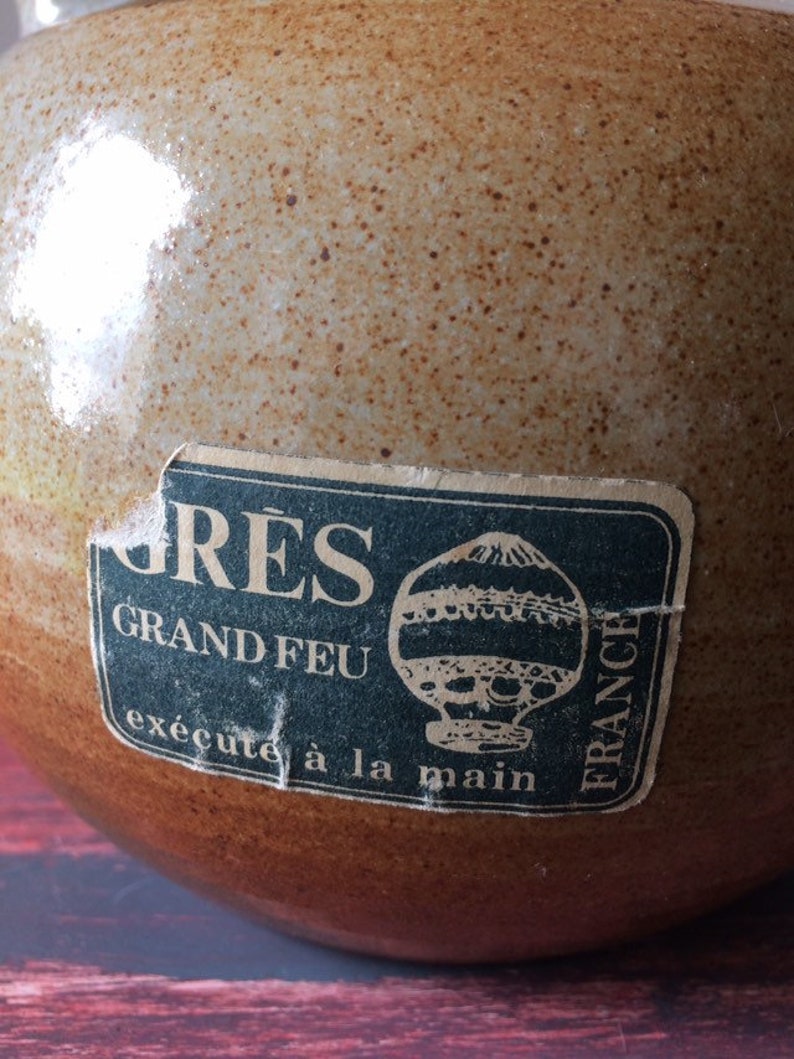 GRÈS
GRAND FEU
exécuté à la main
FRANCE